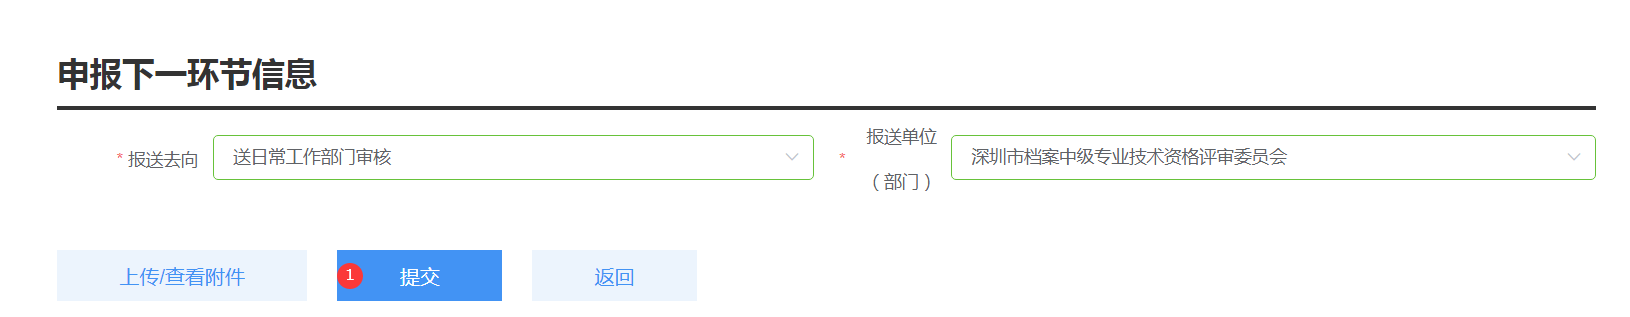 申报下一环节信息
* 报送去向
送日常工作部门审核
* 报送单位
（部门）
深圳市档案中级专业技术资格评审委员会
上传/查看附件
1 提交
返回